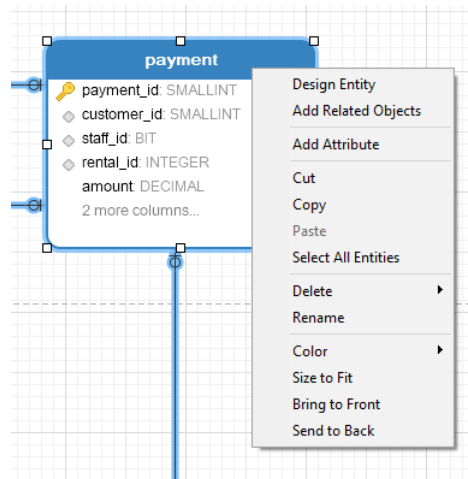 payment
payment_id: SMALLINT
customer_id: SMALLINT
staff_id: BIT
rental_id: INTEGER
amount: DECIMAL
2 more columns...
Design Entity
Add Related Objects
Add Attribute
Cut
Copy
Paste
Select All Entities
Delete
Rename
Color
Size to Fit
Bring to Front
Send to Back